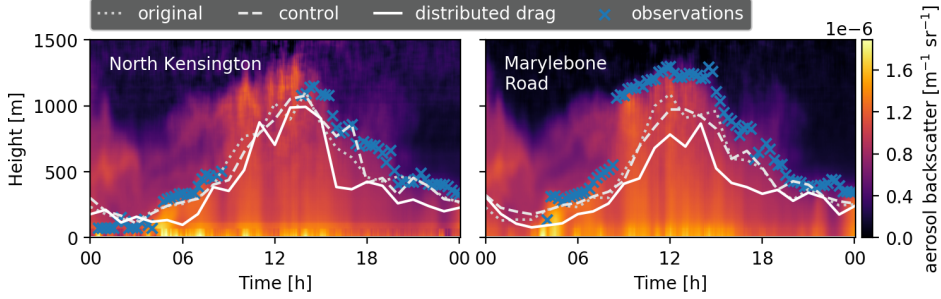 original control distributed drag observations
1e−6
North Kensington
Marylebone
Road
1500
1000
500
0
Height [m]
00 06 12 18 00
Time [h]
00 06 12 18 00
Time [h]
1.6
1.2
0.8
0.4
0.0
aerosol backscatter [m⁻¹ sr⁻¹]